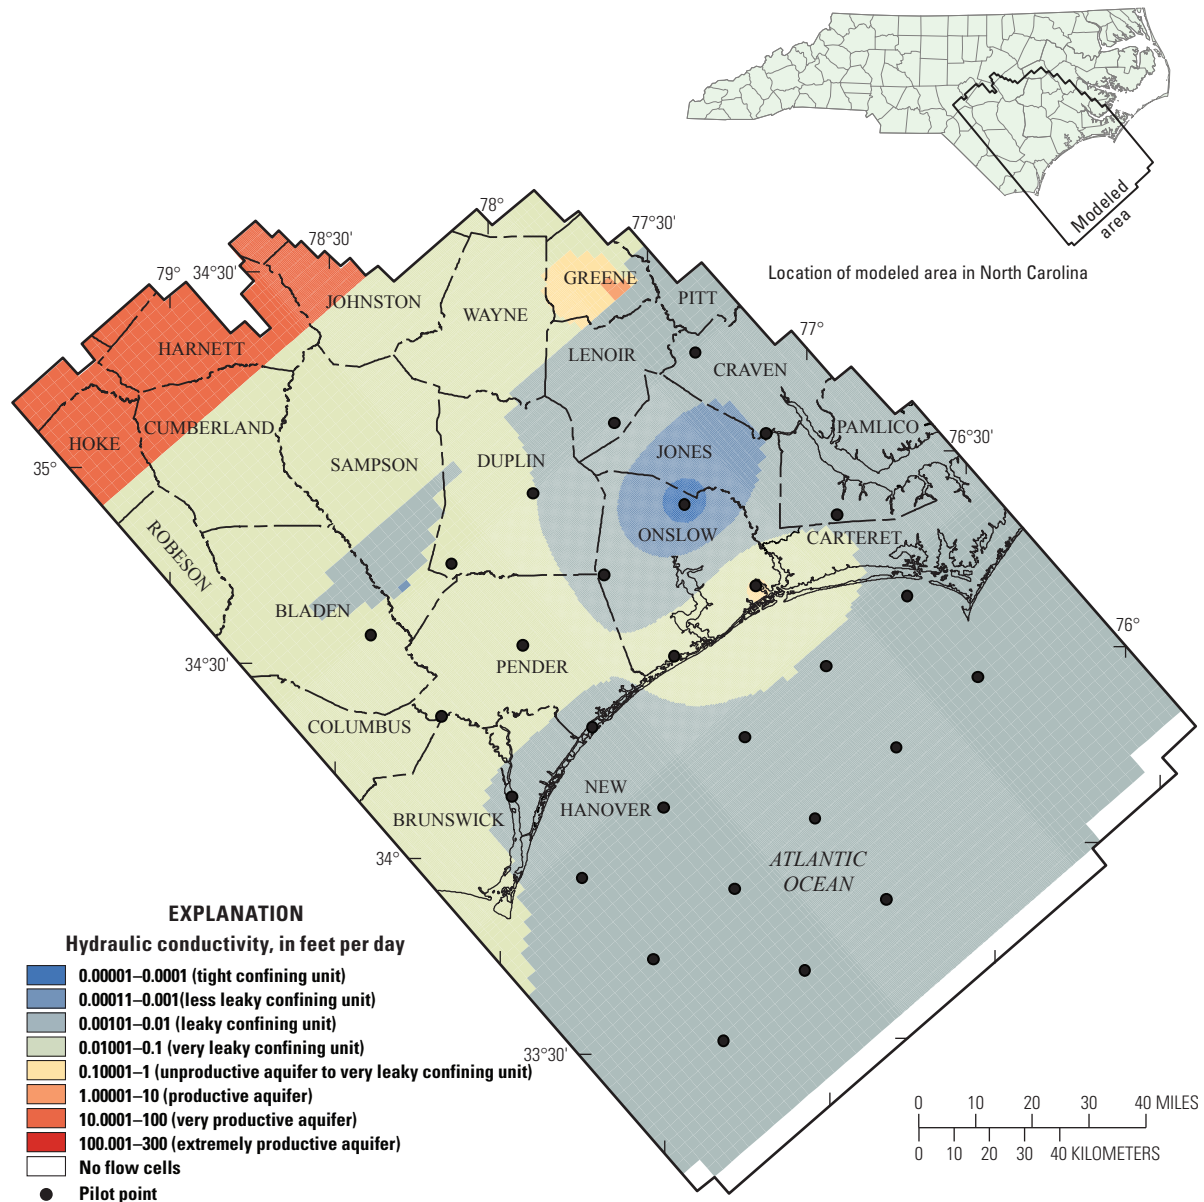 Modeled
area
Location of modeled area in North Carolina
78°
77°30'
78°30'
79°
34°30'
77°
76°30'
35°
76°
34°30'
34°
33°30'
GREENE
PITT
JOHNSTON
WAYNE
HARNETT
LENOIR
CRAVEN
HOKE
CUMBERLAND
PAMLICO
SAMPSON
DUPLIN
JONES
ROBESON
ONSLOW
CARTERET
BLADEN
PENDER
COLUMBUS
NEW
HANOVER
BRUNSWICK
ATLANTIC
OCEAN
EXPLANATION
Hydraulic conductivity, in feet per day
0.00001–0.0001 (tight confining unit)
0.00011–0.001(less leaky confining unit)
0.00101–0.01 (leaky confining unit)
0.01001–0.1 (very leaky confining unit)
0.10001–1 (unproductive aquifer to very leaky confining unit)
1.00001–10 (productive aquifer)
10.0001–100 (very productive aquifer)
100.001–300 (extremely productive aquifer)
No flow cells
Pilot point
0 10 20 30 40 MILES
0 10 20 30 40 KILOMETERS